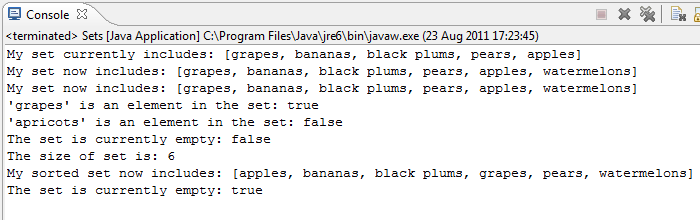 Console
<terminated> Sets [Java Application] C:\Program Files\Java\jre6\bin\javaw.exe (23 Aug 2011 17:23:45)
My set currently includes: [grapes, bananas, black plums, pears, apples]
My set now includes: [grapes, bananas, black plums, pears, apples, watermelons]
My set now includes: [grapes, bananas, black plums, pears, apples, watermelons]
'grapes' is an element in the set: true
'apricots' is an element in the set: false
The set is currently empty: false
The size of set is: 6
My sorted set now includes: [apples, bananas, black plums, grapes, pears, watermelons]
The set is currently empty: true